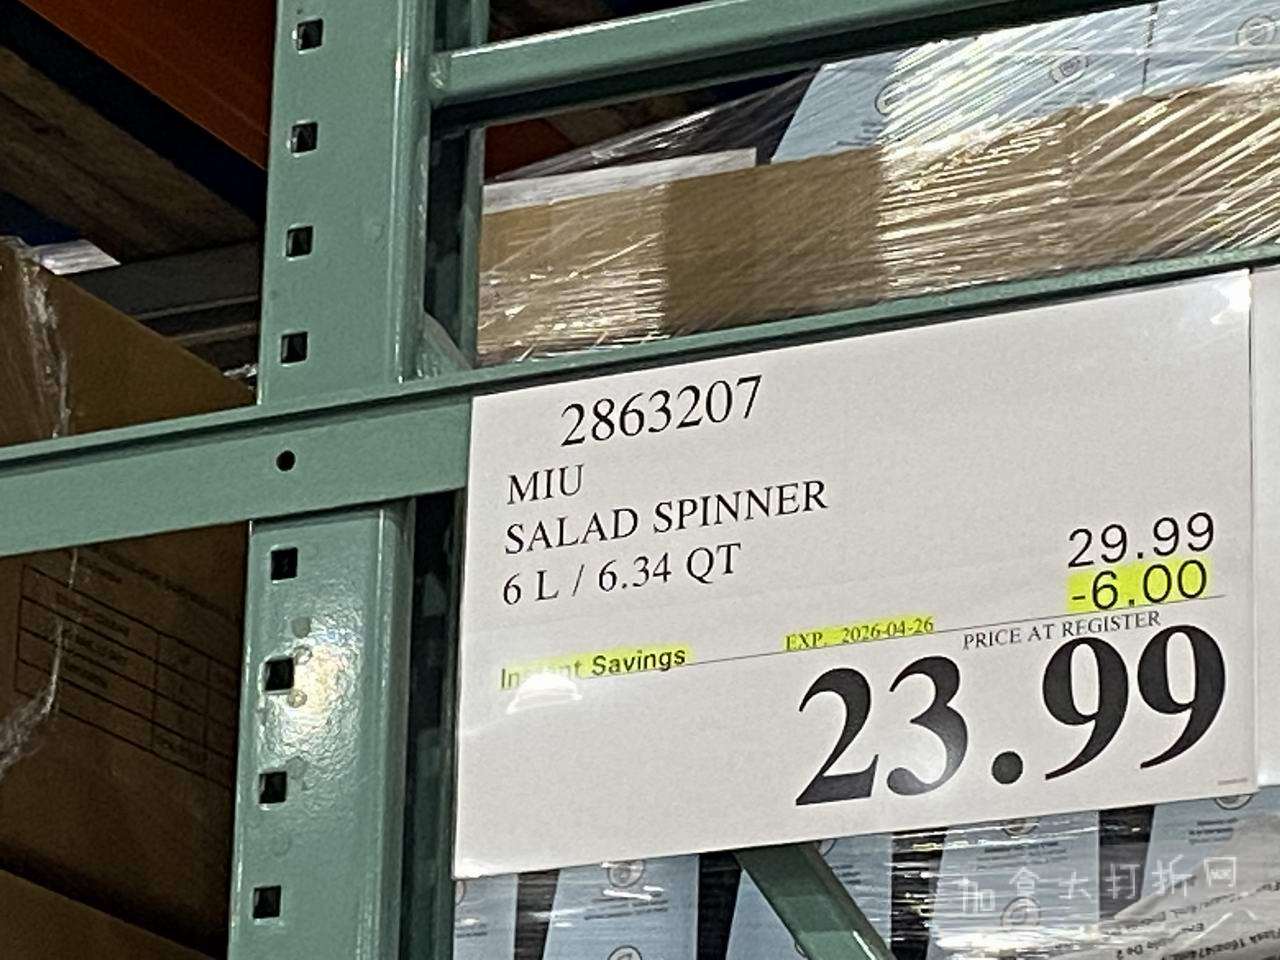 2863207
MIU
SALAD SPINNER
6 L / 6.34 QT
29.99
-6.00
Instant Savings
EXP. 2026-04-26
PRICE AT REGISTER
23.99
加拿大打折网